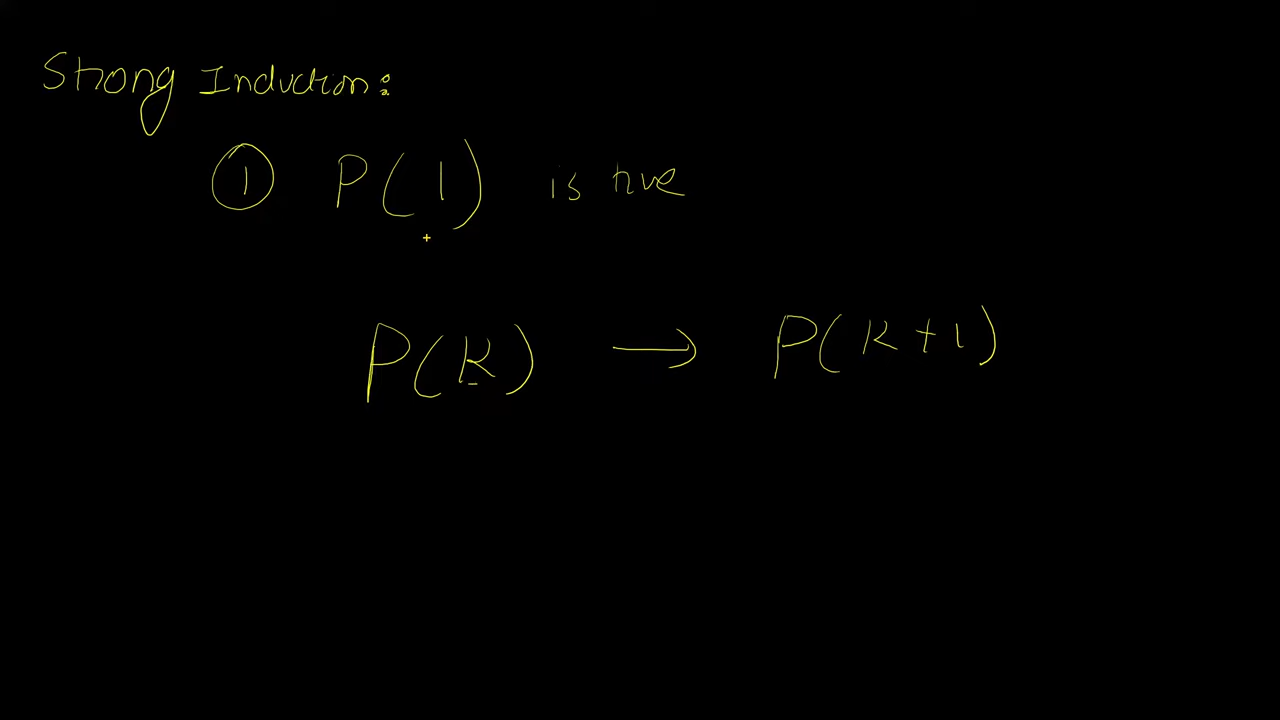 Strong Induction:
① P(1) is true
P(k) → P(k+1)